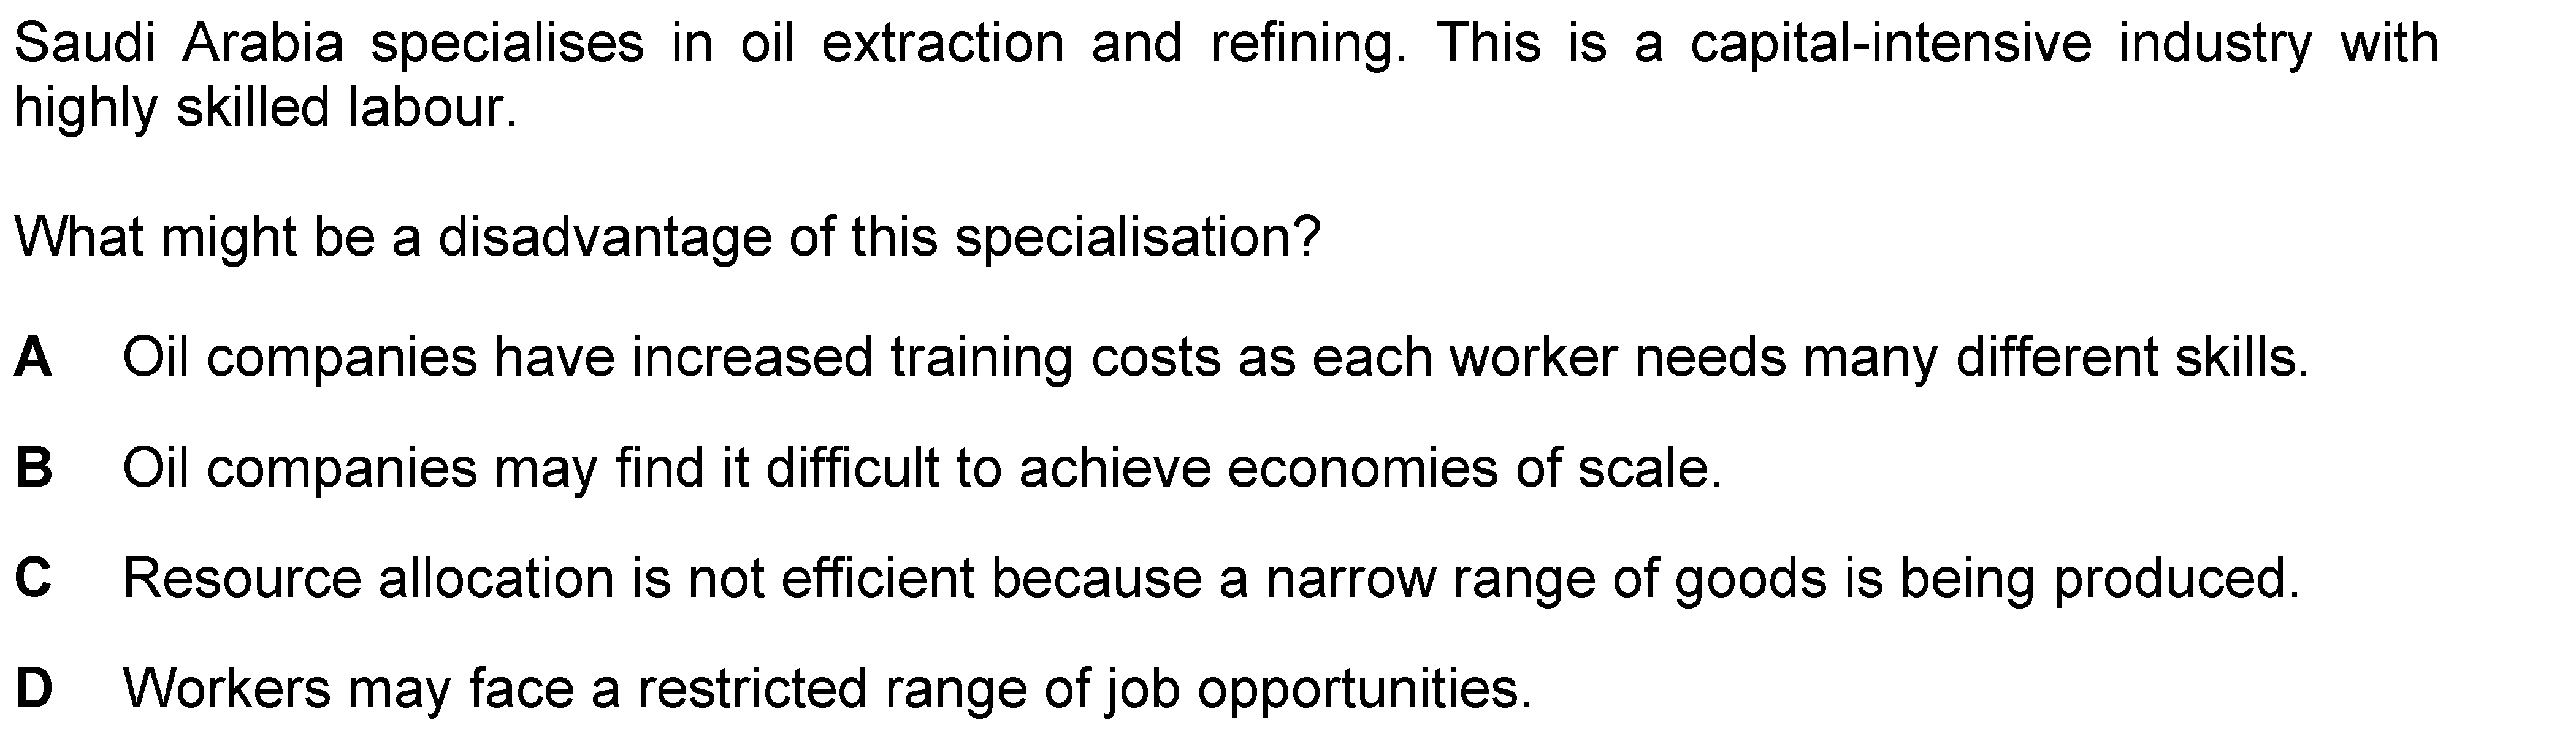 Saudi Arabia specialises in oil extraction and refining. This is a capital-intensive industry with
highly skilled labour.
What might be a disadvantage of this specialisation?
A Oil companies have increased training costs as each worker needs many different skills.
B Oil companies may find it difficult to achieve economies of scale.
C Resource allocation is not efficient because a narrow range of goods is being produced.
D Workers may face a restricted range of job opportunities.